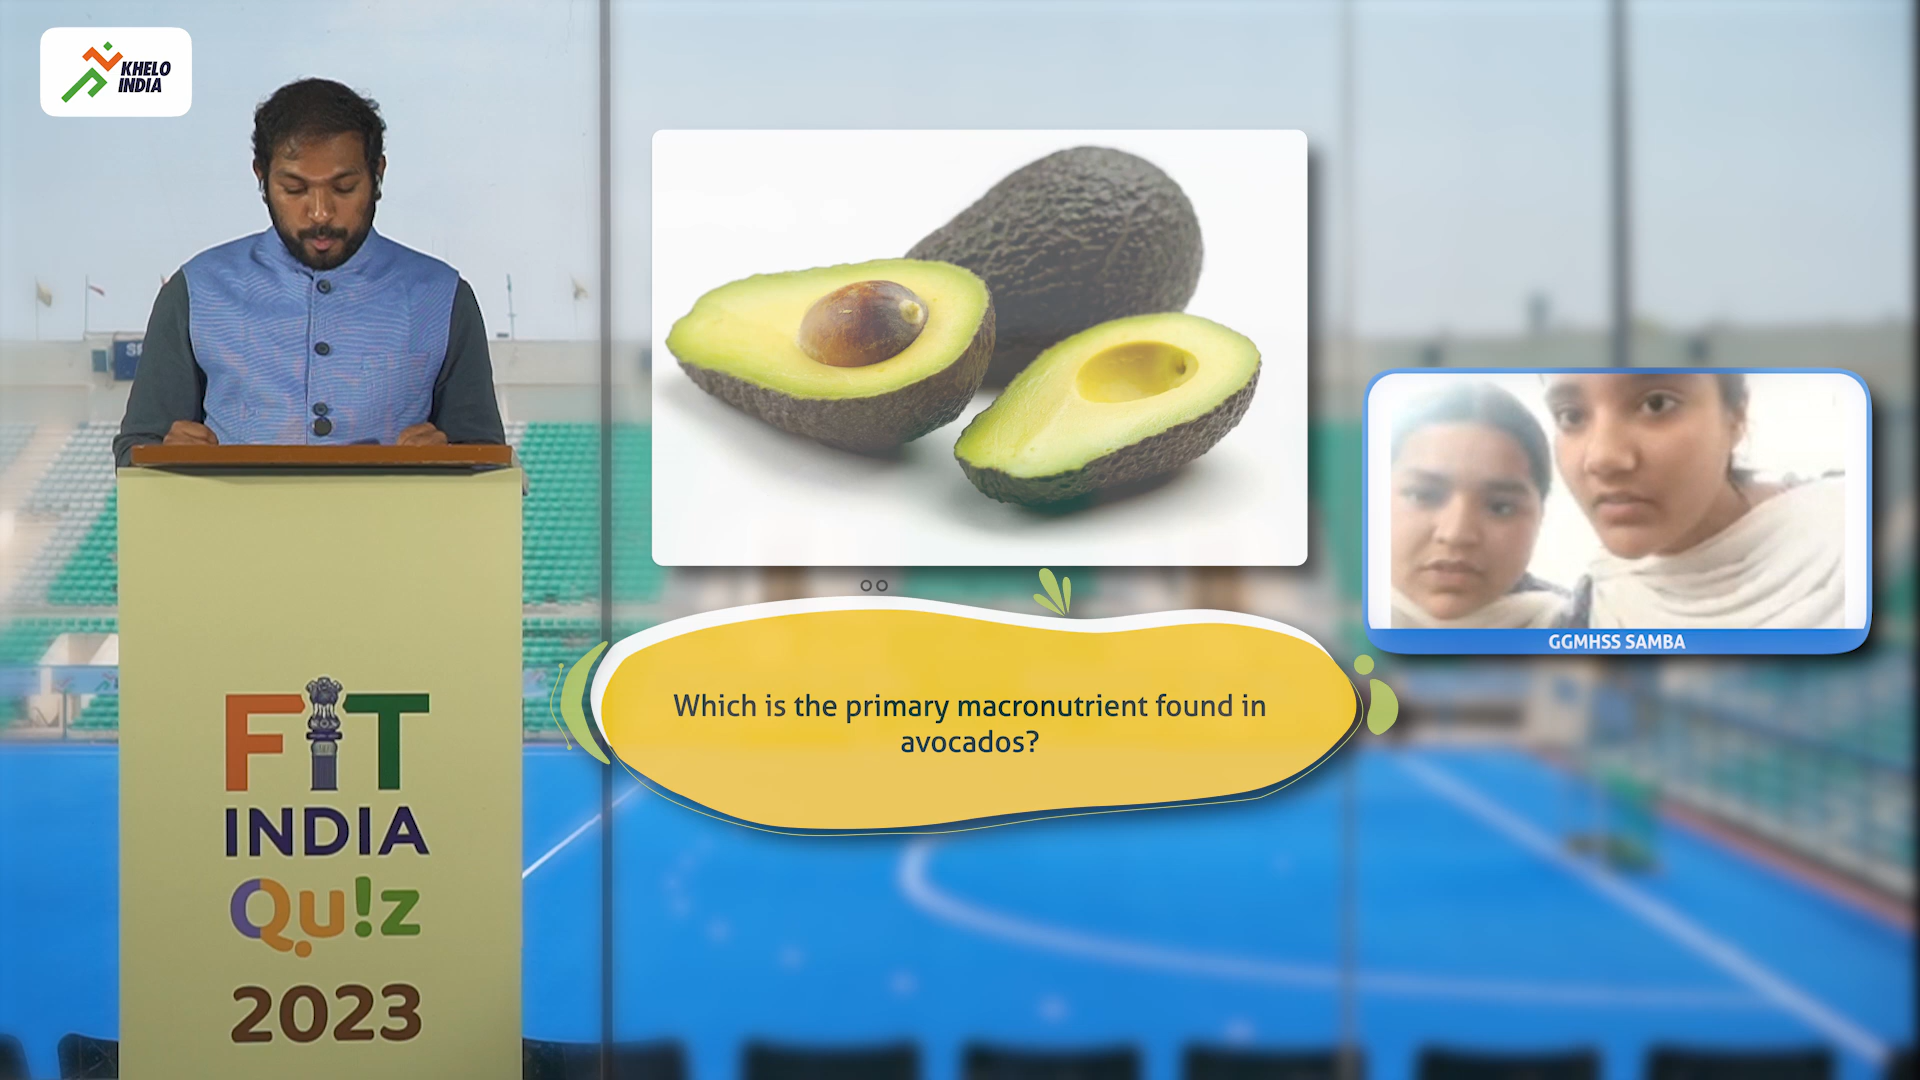 KHELO
INDIA
Which is the primary macronutrient found in
avocados?
GGMHSS SAMBA
FIT
INDIA
Qu!z
2023